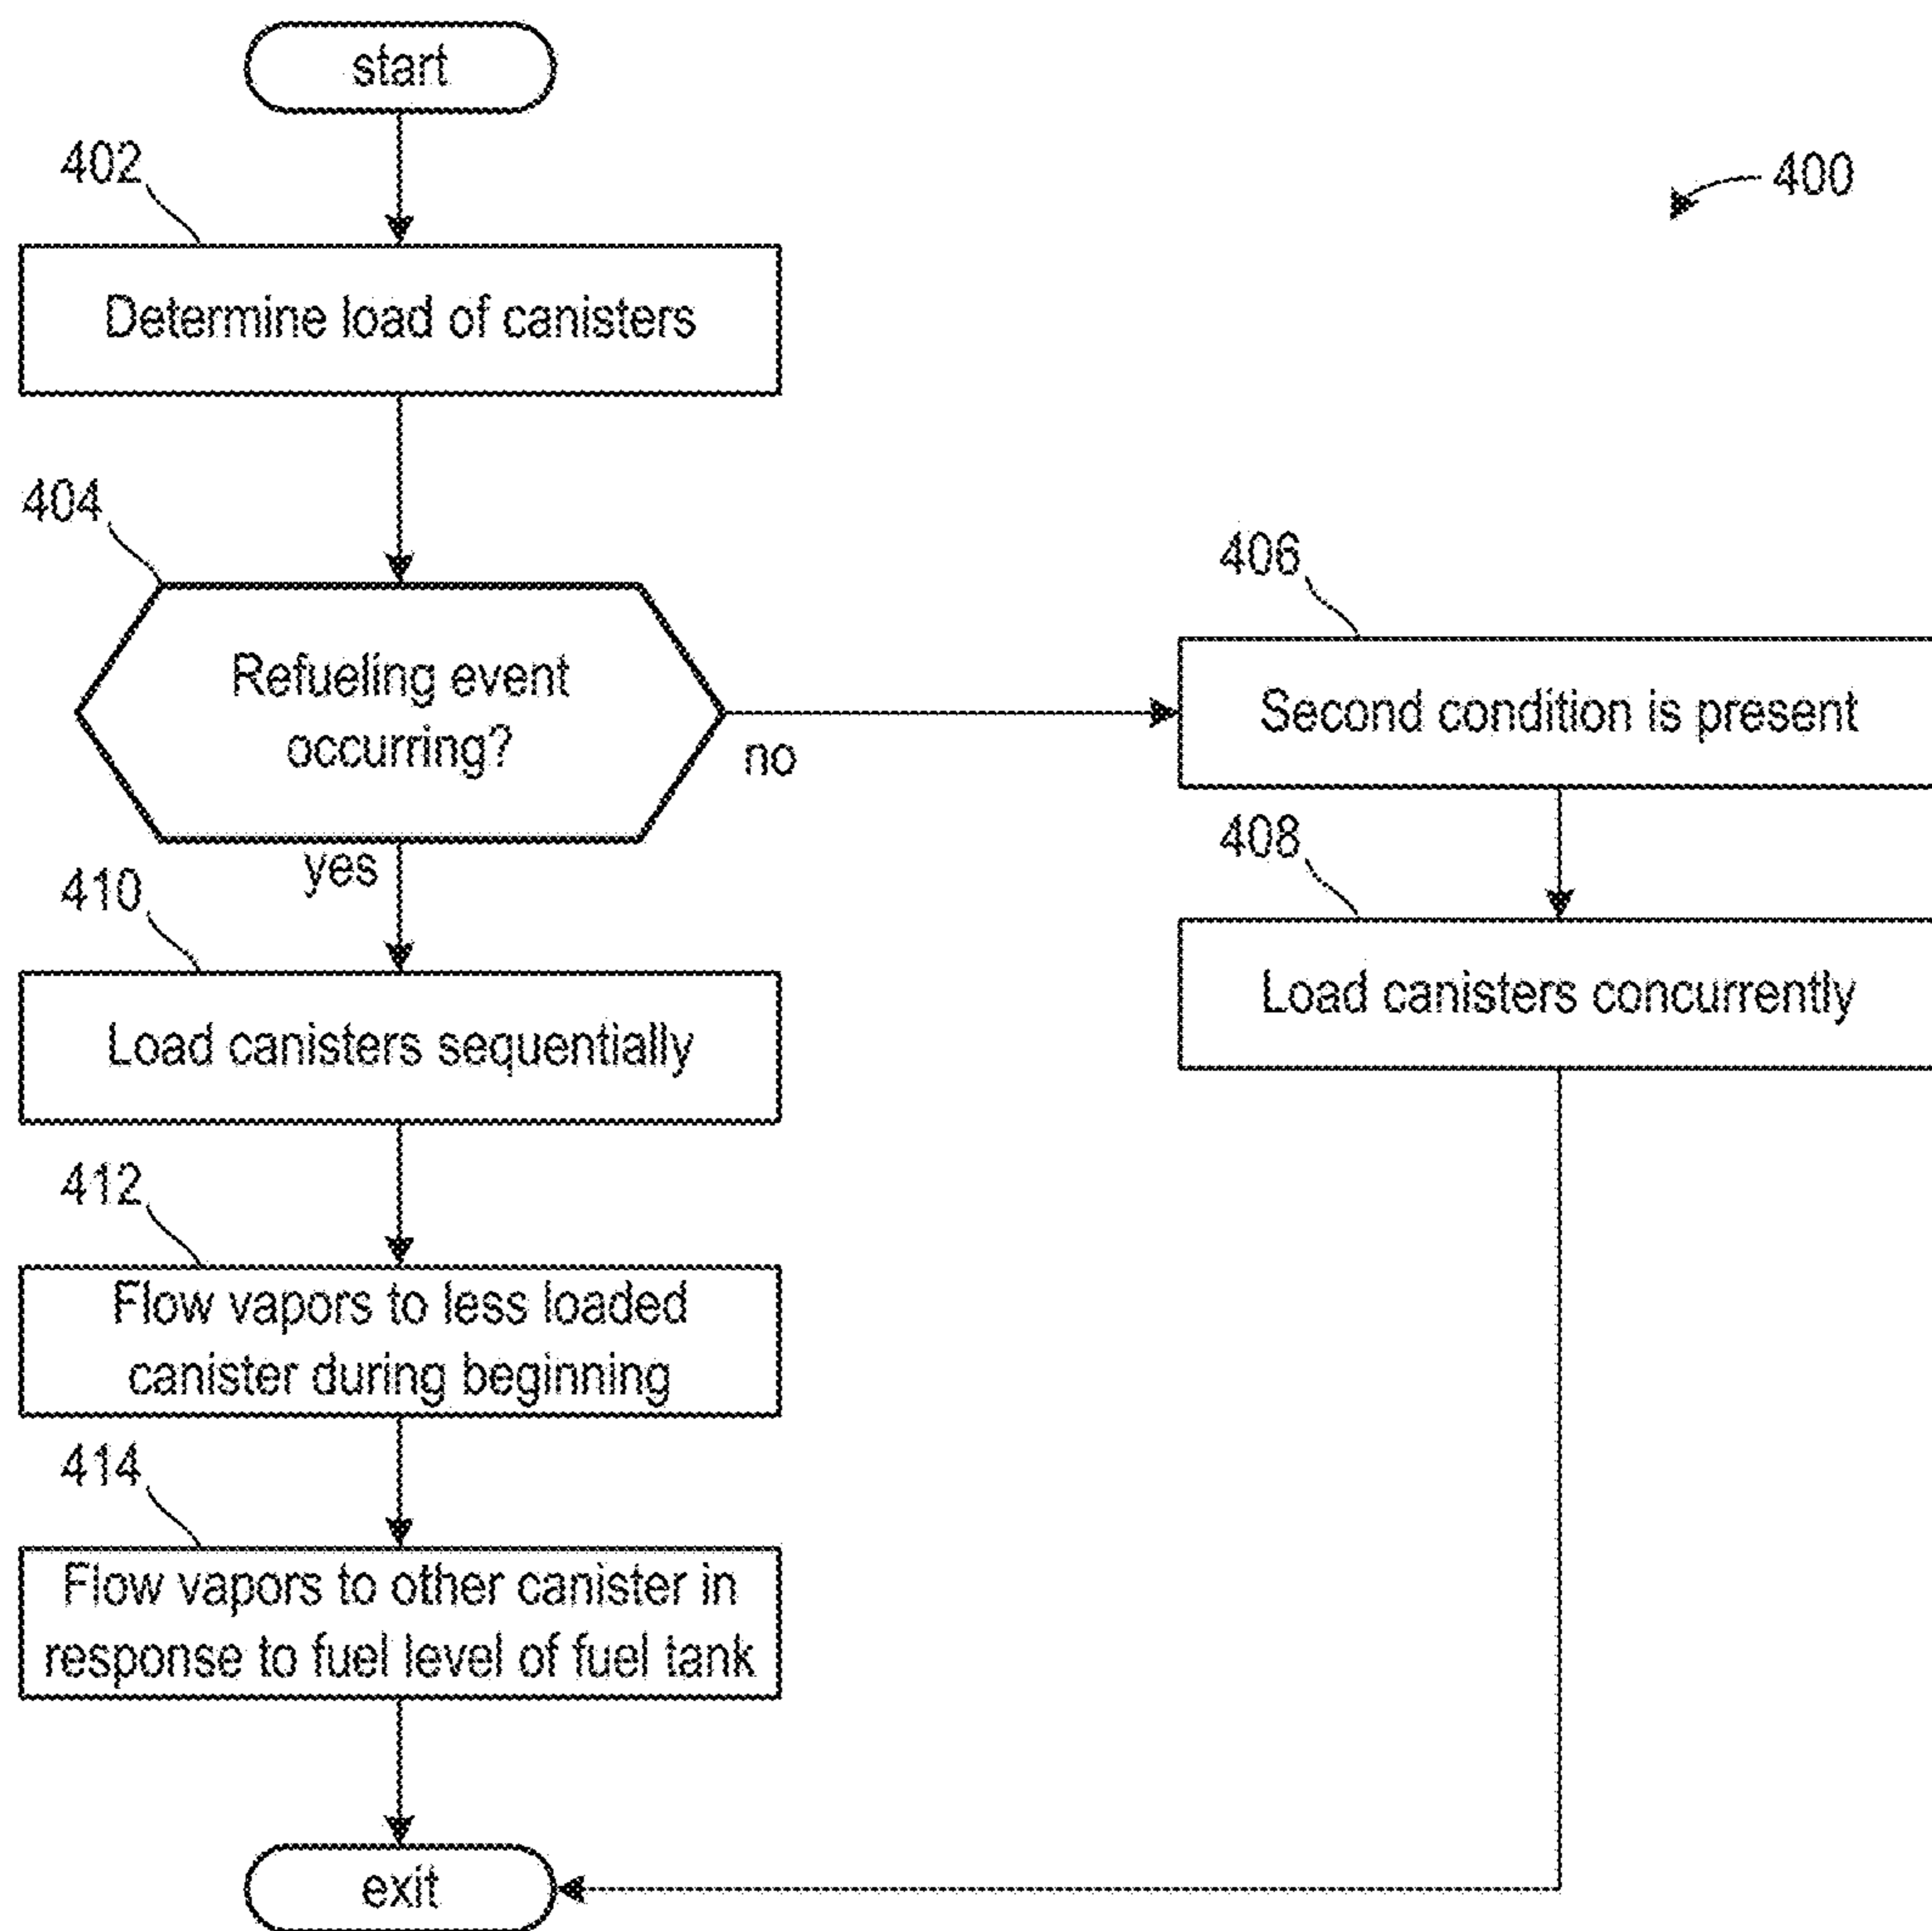 start
402
400
Determine load of canisters
404
Refueling event
occurring?
no
yes
406
Second condition is present
408
Load canisters concurrently
410
Load canisters sequentially
412
Flow vapors to less loaded
canister during beginning
414
Flow vapors to other canister in
response to fuel level of fuel tank
exit